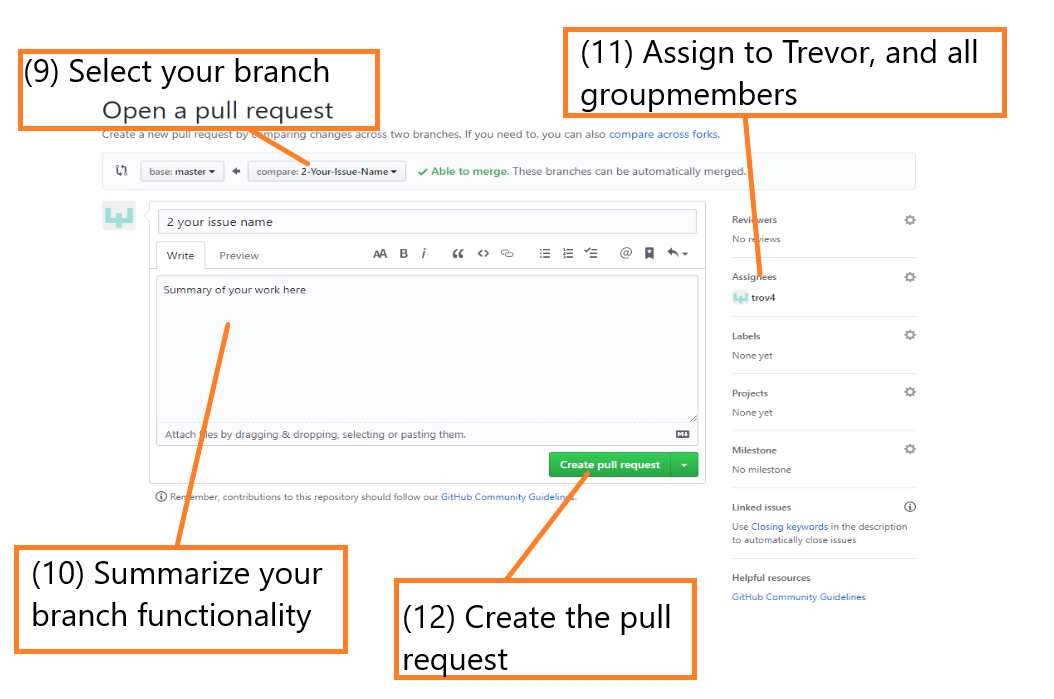 (9) Select your branch
(11) Assign to Trevor, and all
groupmembers
Open a pull request
Create a new pull request by comparing changes across two branches. If you need to, you can also compare across forks.
base: master
compare: 2-Your-Issue-Name
Able to merge. These branches can be automatically merged.
2 your issue name
Write
Preview
AA B i
Summary of your work here
Attach files by dragging & dropping, selecting or pasting them.
Create pull request
Remember, contributions to this repository should follow our GitHub Community Guidelines.
Reviewers
No reviews
Assignees
trov4
Labels
None yet
Projects
None yet
Milestone
No milestone
Linked issues
Use Closing keywords in the description
to automatically close issues
Helpful resources
GitHub Community Guidelines
(10) Summarize your
branch functionality
(12) Create the pull
request